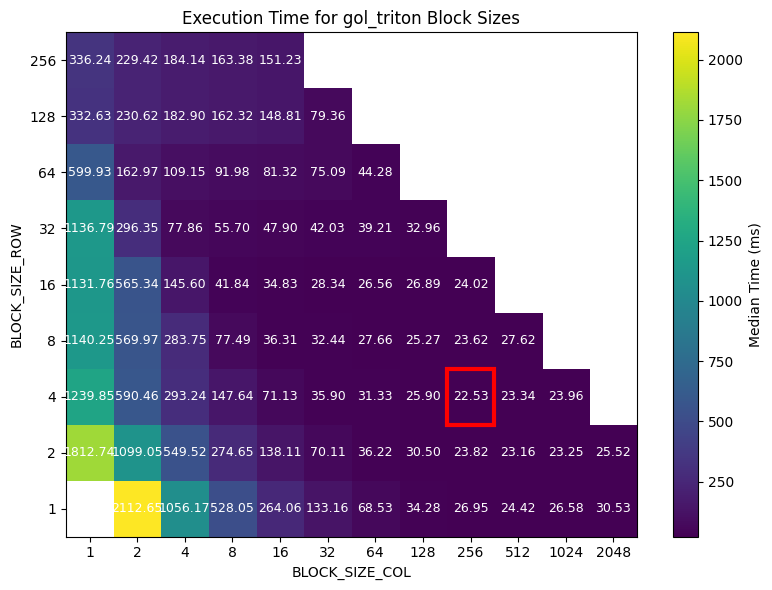 Execution Time for gol_triton Block Sizes
256 336.24 229.42 184.14 163.38 151.23
128 332.63 230.62 182.90 162.32 148.81 79.36
64 599.93 162.97 109.15 91.98 81.32 75.09 44.28
32 1136.79 296.35 77.86 55.70 47.90 42.03 39.21 32.96
16 1131.76 565.34 145.60 41.84 34.83 28.34 26.56 26.89 24.02
8 1140.25 569.97 283.75 77.49 36.31 32.44 27.66 25.27 23.62 27.62
4 1239.85 590.46 293.24 147.64 71.13 35.90 31.33 25.90 22.53 23.34 23.96
2 1812.74 1099.05 549.52 274.65 138.11 70.11 36.22 30.50 23.82 23.16 23.25 25.52
1 2112.65 1056.17 528.05 264.06 133.16 68.53 34.28 26.95 24.42 26.58 30.53
1 2 4 8 16 32 64 128 256 512 1024 2048
BLOCK_SIZE_COL
BLOCK_SIZE_ROW
2000
1750
1500
1250
1000
750
500
250
Median Time (ms)